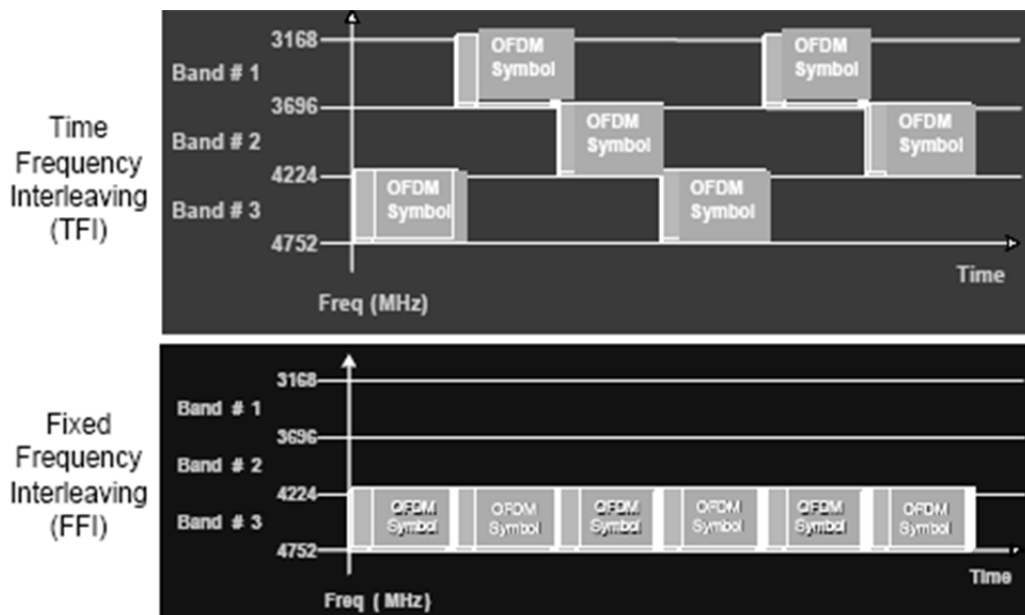 Time
Frequency
Interleaving
(TFI)
3168
Band # 1
OFDM
Symbol
OFDM
Symbol
3696
Band # 2
OFDM
Symbol
OFDM
Symbol
4224
Band # 3
OFDM
Symbol
OFDM
Symbol
4752
Time
Freq (MHz)
Fixed
Frequency
Interleaving
(FFI)
3168
Band # 1
3696
Band # 2
4224
Band # 3
OFDM
Symbol
OFDM
Symbol
OFDM
Symbol
OFDM
Symbol
OFDM
Symbol
OFDM
Symbol
4752
Time
Freq ( MHz)